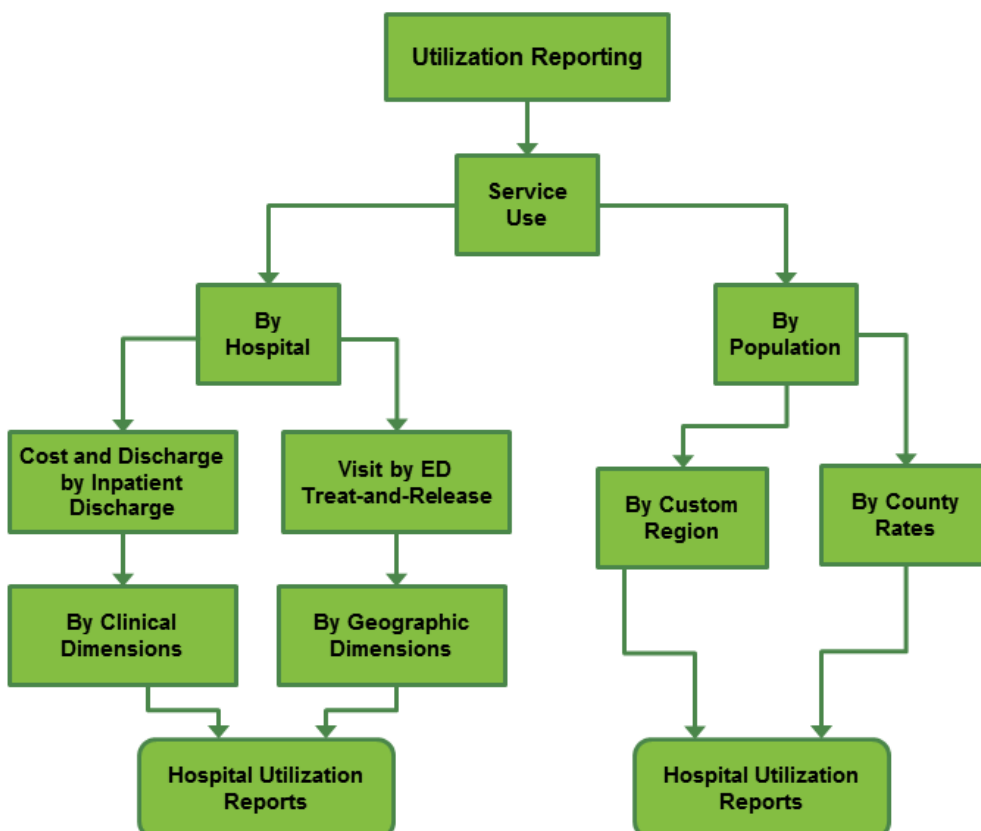 Utilization Reporting
Service
Use
By
Hospital
By
Population
Cost and Discharge
by Inpatient
Discharge
Visit by ED
Treat-and-Release
By Custom
Region
By County
Rates
By Clinical
Dimensions
By Geographic
Dimensions
Hospital Utilization
Reports
Hospital Utilization
Reports